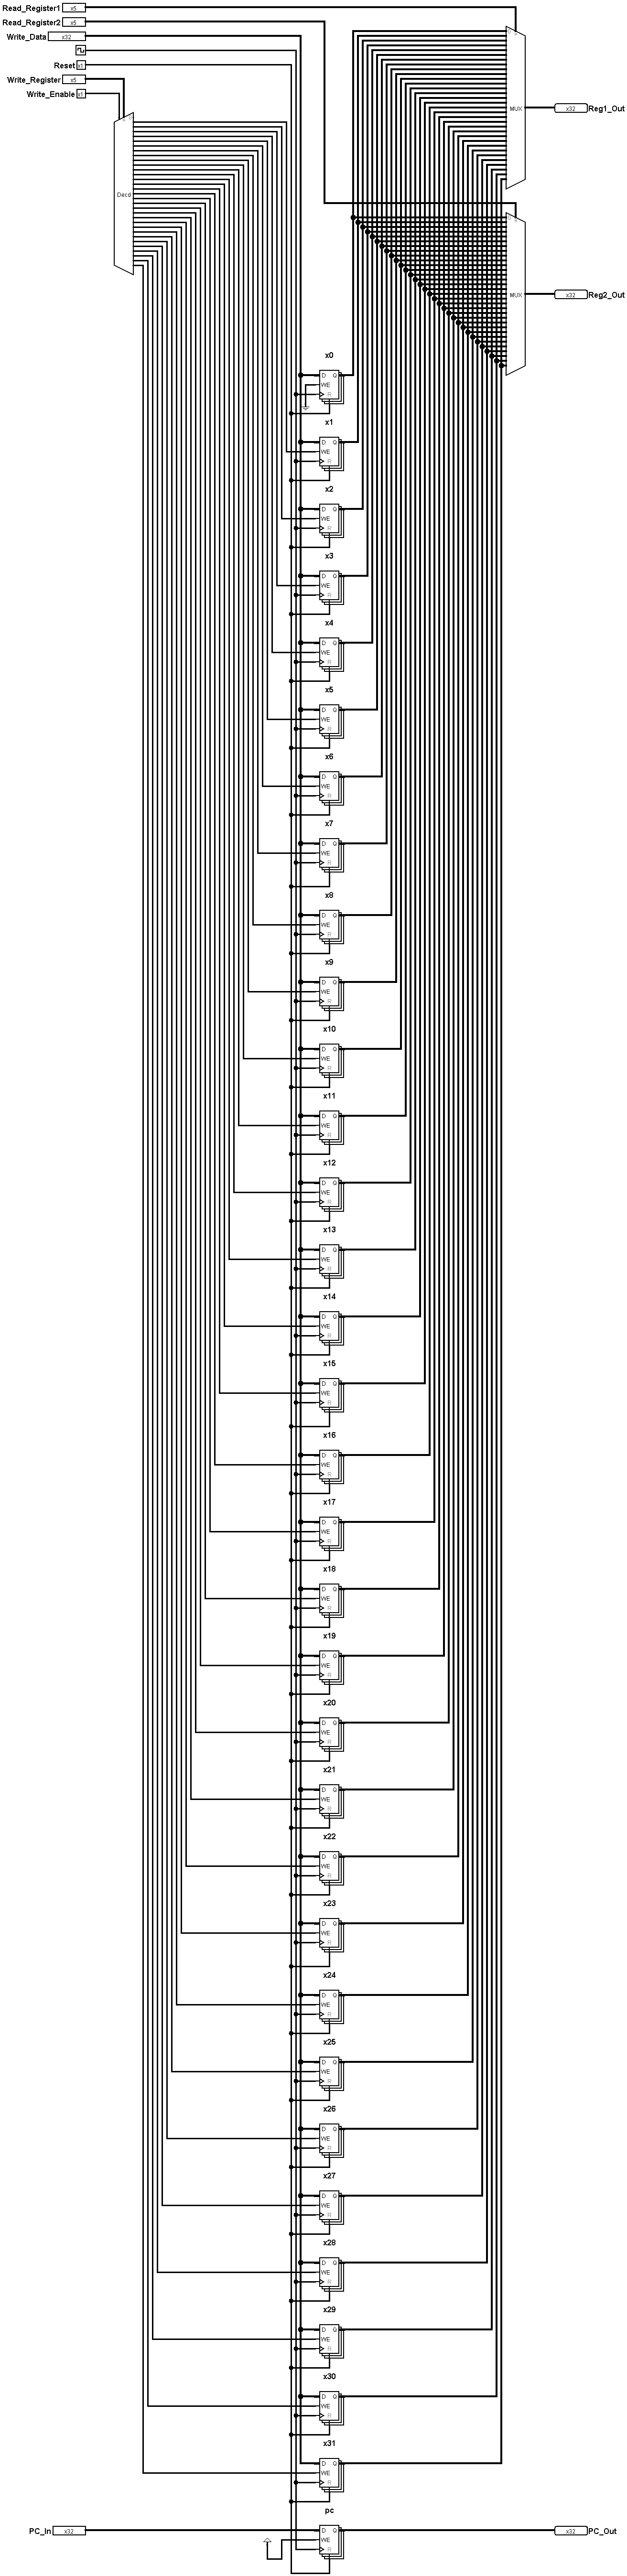 Read_Register1 x5
Read_Register2 x5
Write_Data x32
Reset x1
Write_Register x5
Write_Enable x1
Decd
MUX
x32 Reg1_Out
MUX
x32 Reg2_Out
x0
D Q
WE
R
x1
D Q
WE
R
x2
D Q
WE
R
x3
D Q
WE
R
x4
D Q
WE
R
x5
D Q
WE
R
x6
D Q
WE
R
x7
D Q
WE
R
x8
D Q
WE
R
x9
D Q
WE
R
x10
D Q
WE
R
x11
D Q
WE
R
x12
D Q
WE
R
x13
D Q
WE
R
x14
D Q
WE
R
x15
D Q
WE
R
x16
D Q
WE
R
x17
D Q
WE
R
x18
D Q
WE
R
x19
D Q
WE
R
x20
D Q
WE
R
x21
D Q
WE
R
x22
D Q
WE
R
x23
D Q
WE
R
x24
D Q
WE
R
x25
D Q
WE
R
x26
D Q
WE
R
x27
D Q
WE
R
x28
D Q
WE
R
x29
D Q
WE
R
x30
D Q
WE
R
x31
D Q
WE
R
pc
PC_In x32
D Q
WE
R
x32 PC_Out